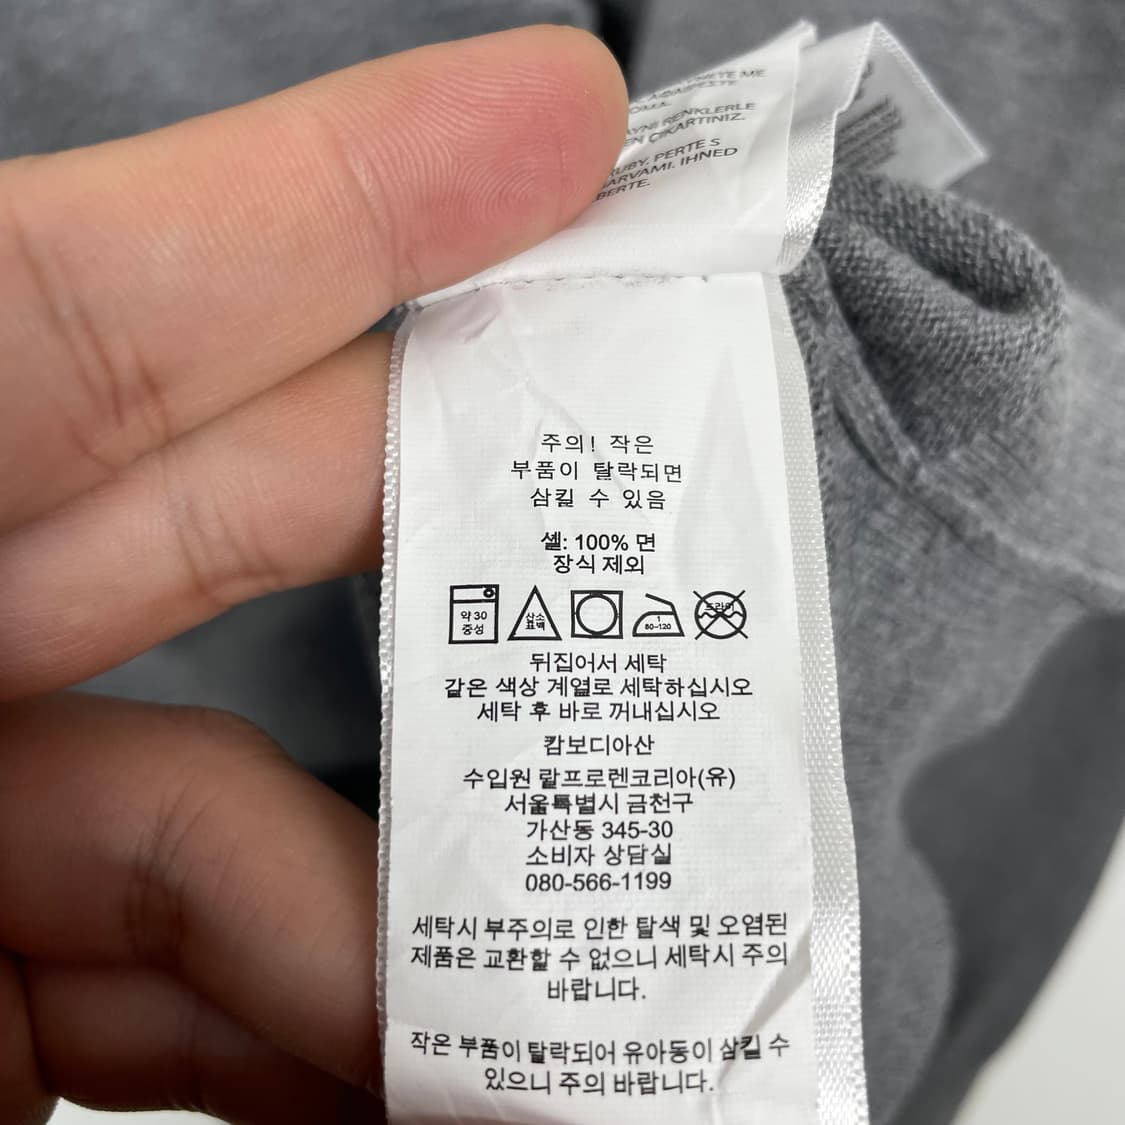 ME
RENKLERLE
ÇIKARTINIZ.
PERTE S
BARVAMI. IHNED
주의! 작은
부품이 탈락되면
삼킬 수 있음
셸: 100% 면
장식 제외
약 30
중성
산소
표백
1
80-120
드라이
뒤집어서 세탁
같은 색상 계열로 세탁하십시오
세탁 후 바로 꺼내십시오
캄보디아산
수입원 랄프로렌코리아(유)
서울특별시 금천구
가산동 345-30
소비자 상담실
080-566-1199
세탁시 부주의로 인한 탈색 및 오염된
제품은 교환할 수 없으니 세탁시 주의
바랍니다.
작은 부품이 탈락되어 유아동이 삼킬 수
있으니 주의 바랍니다.